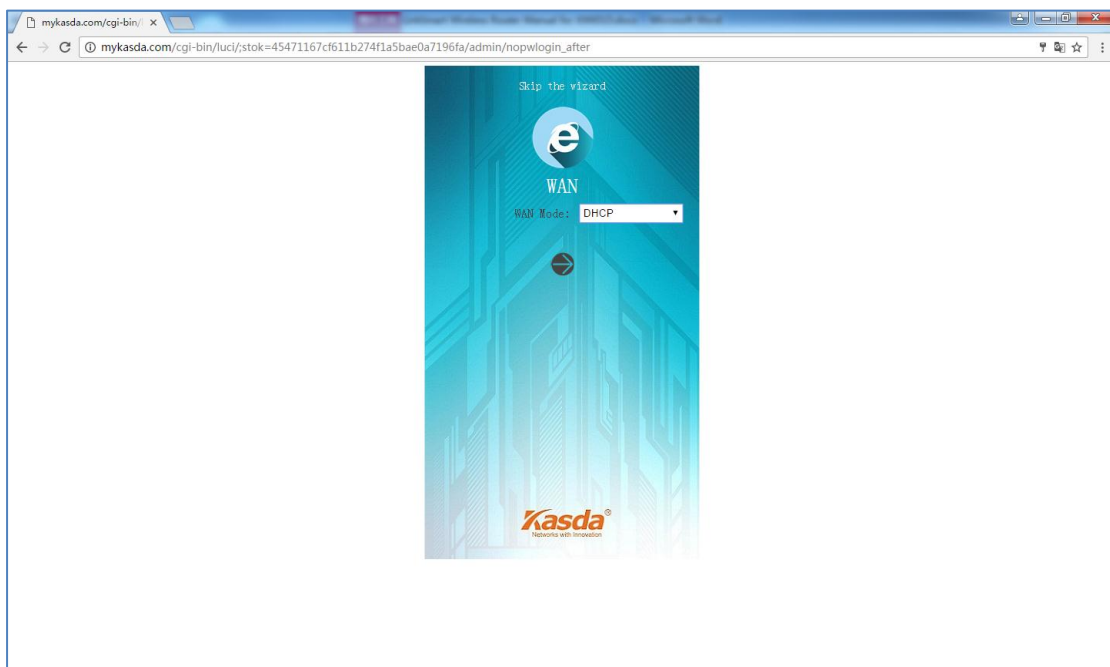 mykasda.com/cgi-bin/
mykasda.com/cgi-bin/luci/;stok=45471167cf611b274f1a5bae0a7196fa/admin/nopwlogin_after
Skip the wizard
WAN
WAN Mode: DHCP
Kasda®
Networks with Innovation